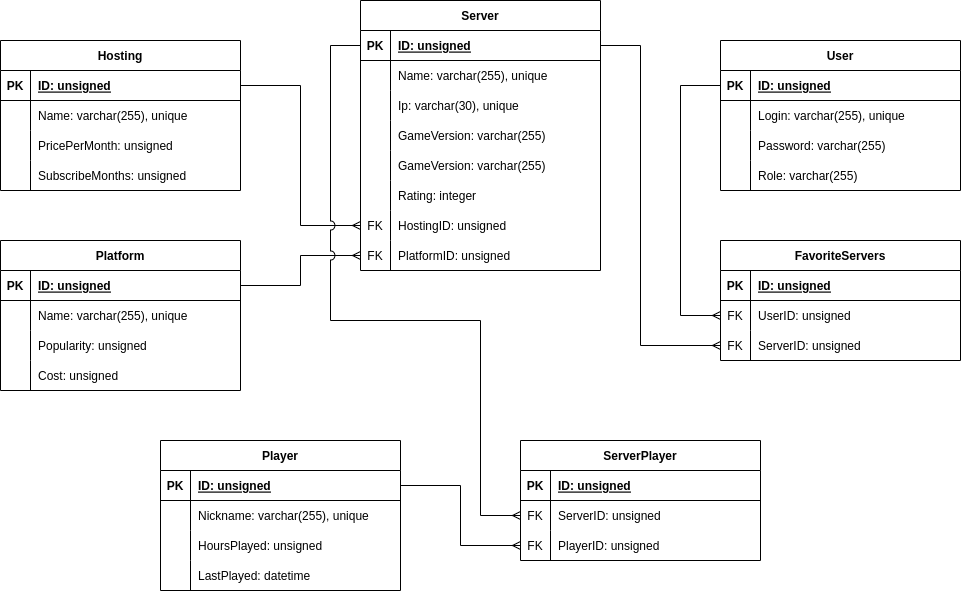 Server
PK ID: unsigned
Name: varchar(255), unique
Ip: varchar(30), unique
GameVersion: varchar(255)
GameVersion: varchar(255)
Rating: integer
FK HostingID: unsigned
FK PlatformID: unsigned
Hosting
PK ID: unsigned
Name: varchar(255), unique
PricePerMonth: unsigned
SubscribeMonths: unsigned
User
PK ID: unsigned
Login: varchar(255), unique
Password: varchar(255)
Role: varchar(255)
Platform
PK ID: unsigned
Name: varchar(255), unique
Popularity: unsigned
Cost: unsigned
FavoriteServers
PK ID: unsigned
FK UserID: unsigned
FK ServerID: unsigned
Player
PK ID: unsigned
Nickname: varchar(255), unique
HoursPlayed: unsigned
LastPlayed: datetime
ServerPlayer
PK ID: unsigned
FK ServerID: unsigned
FK PlayerID: unsigned